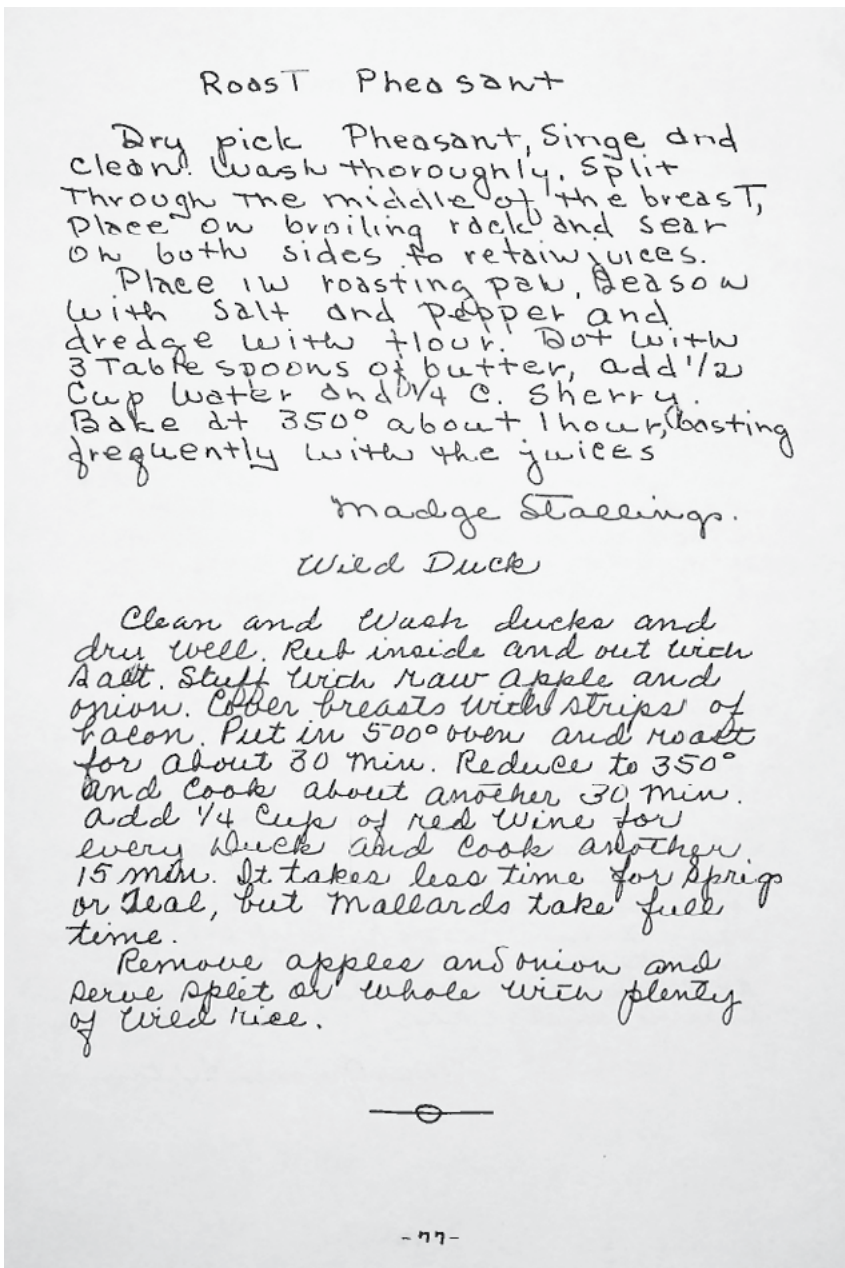 Roast Pheasant
Dry pick Pheasant, Singe and
clean. Wash thoroughly. Split
Through The middle of the breasT,
Place on broiling rack and sear
on both sides to retain juices.
Place in roasting pan, Season
with Salt and pepper and
dredge with flour. Dot with
3 Tablespoons of butter, add 1/2
Cup Water and 1/4 C. Sherry.
Bake at 350° about 1 hour, basting
frequently with the juices
Madge Stallings.
Wild Duck
Clean and Wash ducks and
dry well. Rub inside and out with
Salt. Stuff with raw apple and
onion. Cover breasts with strips of
bacon. Put in 500° oven and roast
for about 30 Min. Reduce to 350°
and Cook about another 30 Min.
add 1/4 Cup of red Wine for
every Duck and Cook another
15 min. It takes less time for Sprigs
or Teal, but Mallards take full
time.
Remove apples and onion and
serve split or whole with plenty
of Wild rice.
-77-